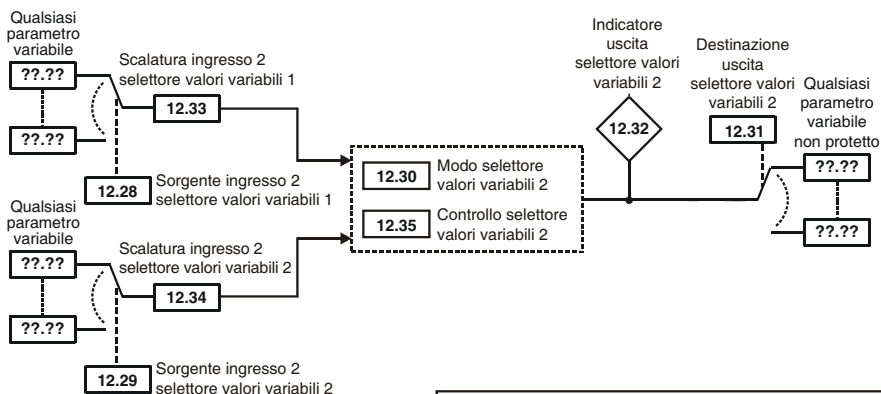 Qualsiasi
parametro
variabile
??.??
??.??
Scalatura ingresso 2
selettore valori variabili 1
12.33
12.28
Sorgente ingresso 2
selettore valori variabili 1
Qualsiasi
parametro
variabile
??.??
??.??
Scalatura ingresso 2
selettore valori variabili 2
12.34
12.29
Sorgente ingresso 2
selettore valori variabili 2
12.30
Modo selettore
valori variabili 2
12.35
Controllo selettore
valori variabili 2
Indicatore
uscita
selettore valori
variabili 2
12.32
Destinazione
uscita
selettore valori
variabili 2
12.31
Qualsiasi
parametro
variabile
non protetto
??.??
??.??